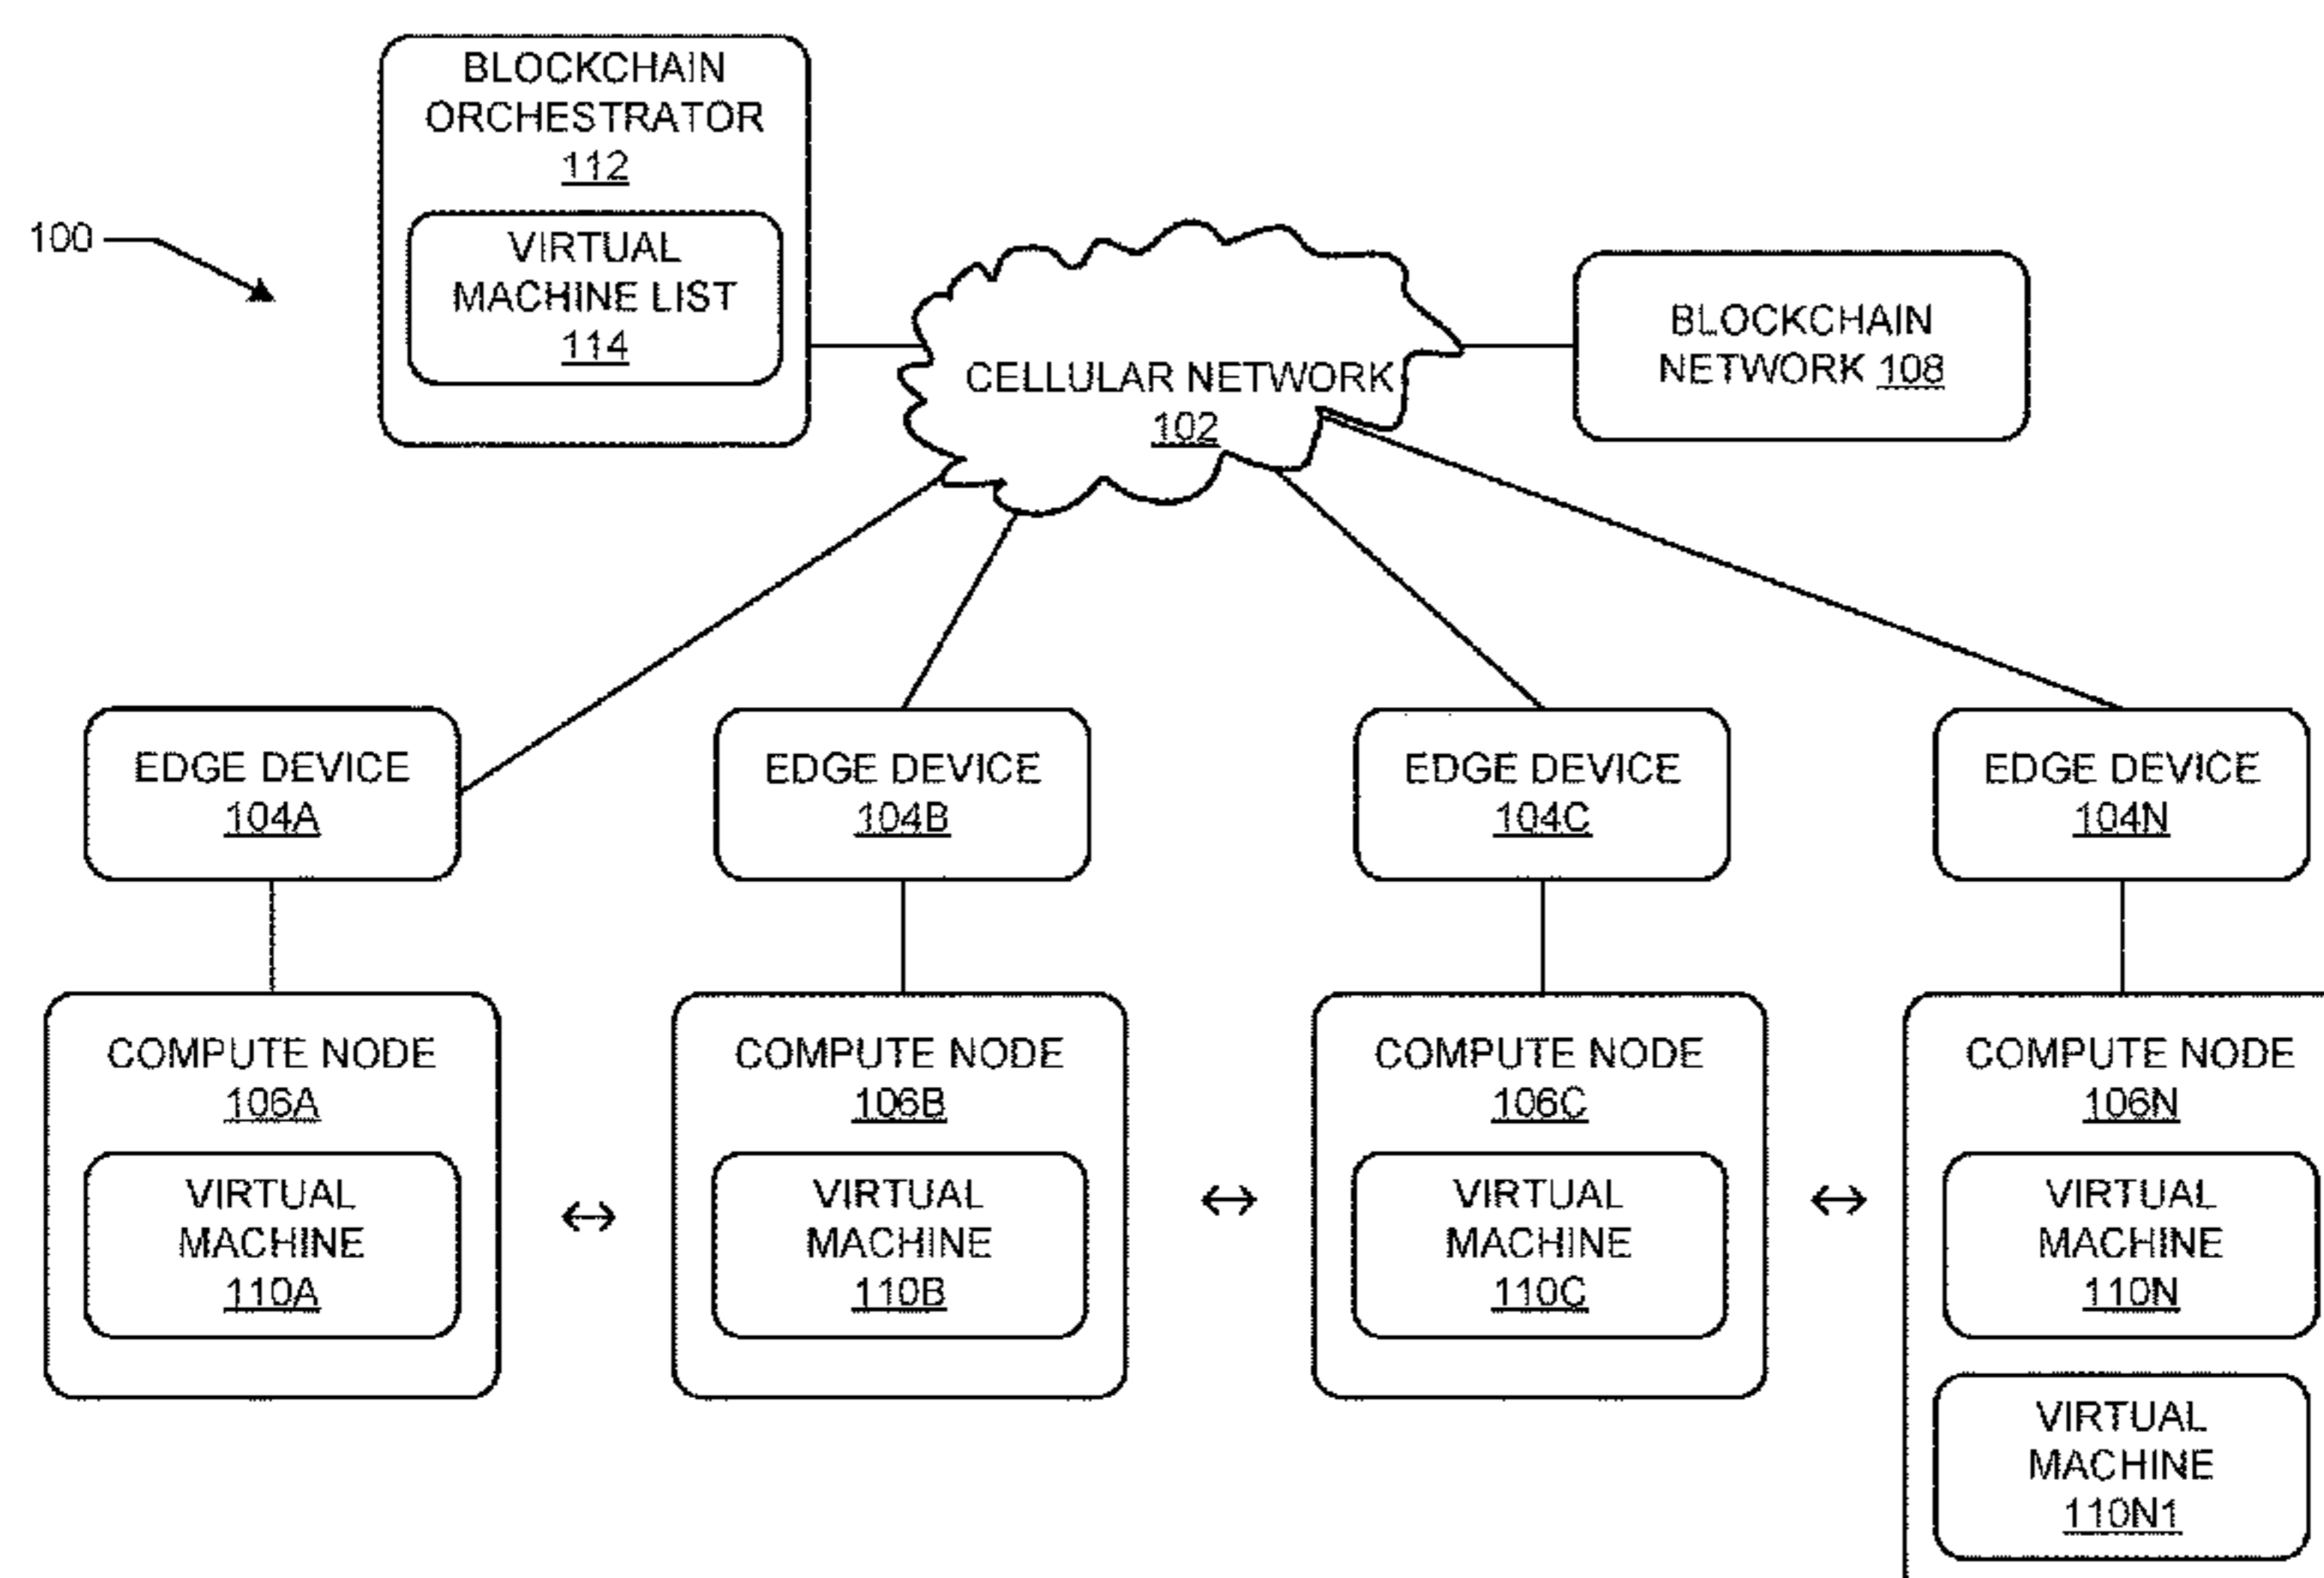 BLOCKCHAIN
ORCHESTRATOR
112
VIRTUAL
MACHINE LIST
114
100
CELLULAR NETWORK
102
BLOCKCHAIN
NETWORK 108
EDGE DEVICE
104A
EDGE DEVICE
104B
EDGE DEVICE
104C
EDGE DEVICE
104N
COMPUTE NODE
106A
VIRTUAL
MACHINE
110A
COMPUTE NODE
106B
VIRTUAL
MACHINE
110B
COMPUTE NODE
106C
VIRTUAL
MACHINE
110C
COMPUTE NODE
106N
VIRTUAL
MACHINE
110N
VIRTUAL
MACHINE
110N1